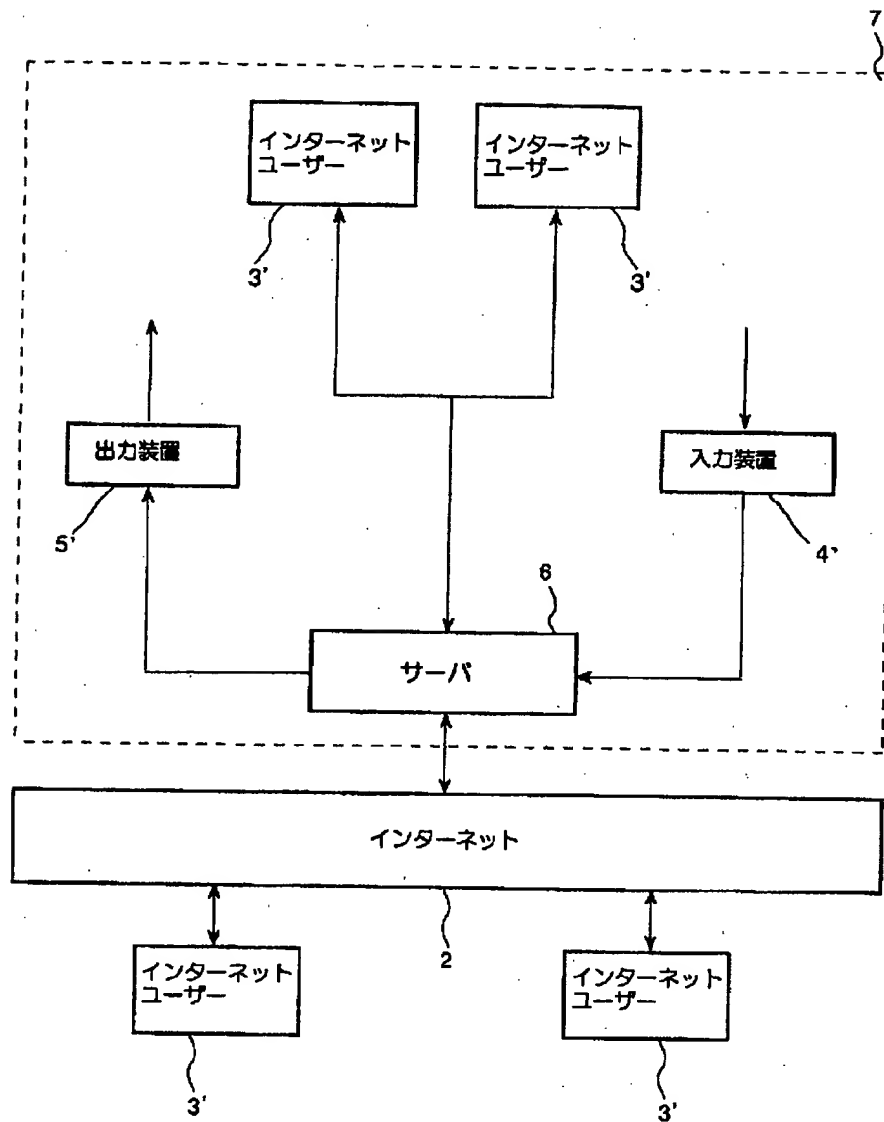 7
インターネット
ユーザー
インターネット
ユーザー
3'
3'
出力装置
入力装置
5'
4'
6
サーバ
インターネット
2
インターネット
ユーザー
インターネット
ユーザー
3'
3'